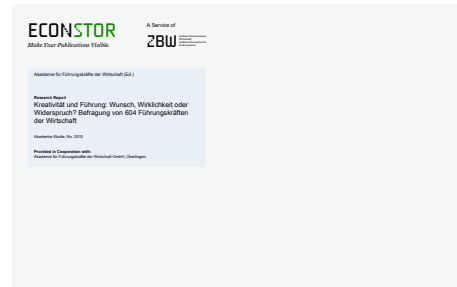 ECONSTOR
Make Your Publications Visible.
A Service of
ZBW
Akademie für Führungskräfte der Wirtschaft (Ed.)
Research Report
Kreativität und Führung: Wunsch, Wirklichkeit oder
Widerspruch? Befragung von 604 Führungskräften
der Wirtschaft
Akademie-Studie, No. 2010
Provided in Cooperation with:
Akademie für Führungskräfte der Wirtschaft GmbH, Überlingen